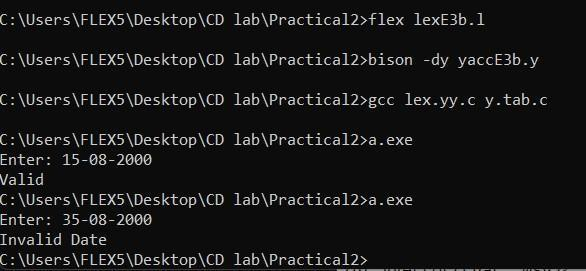 C:\Users\FLEX5\Desktop\CD lab\Practical2>flex lexE3b.l
C:\Users\FLEX5\Desktop\CD lab\Practical2>bison -dy yaccE3b.y
C:\Users\FLEX5\Desktop\CD lab\Practical2>gcc lex.yy.c y.tab.c
C:\Users\FLEX5\Desktop\CD lab\Practical2>a.exe
Enter: 15-08-2000
Valid
C:\Users\FLEX5\Desktop\CD lab\Practical2>a.exe
Enter: 35-08-2000
Invalid Date
C:\Users\FLEX5\Desktop\CD lab\Practical2>